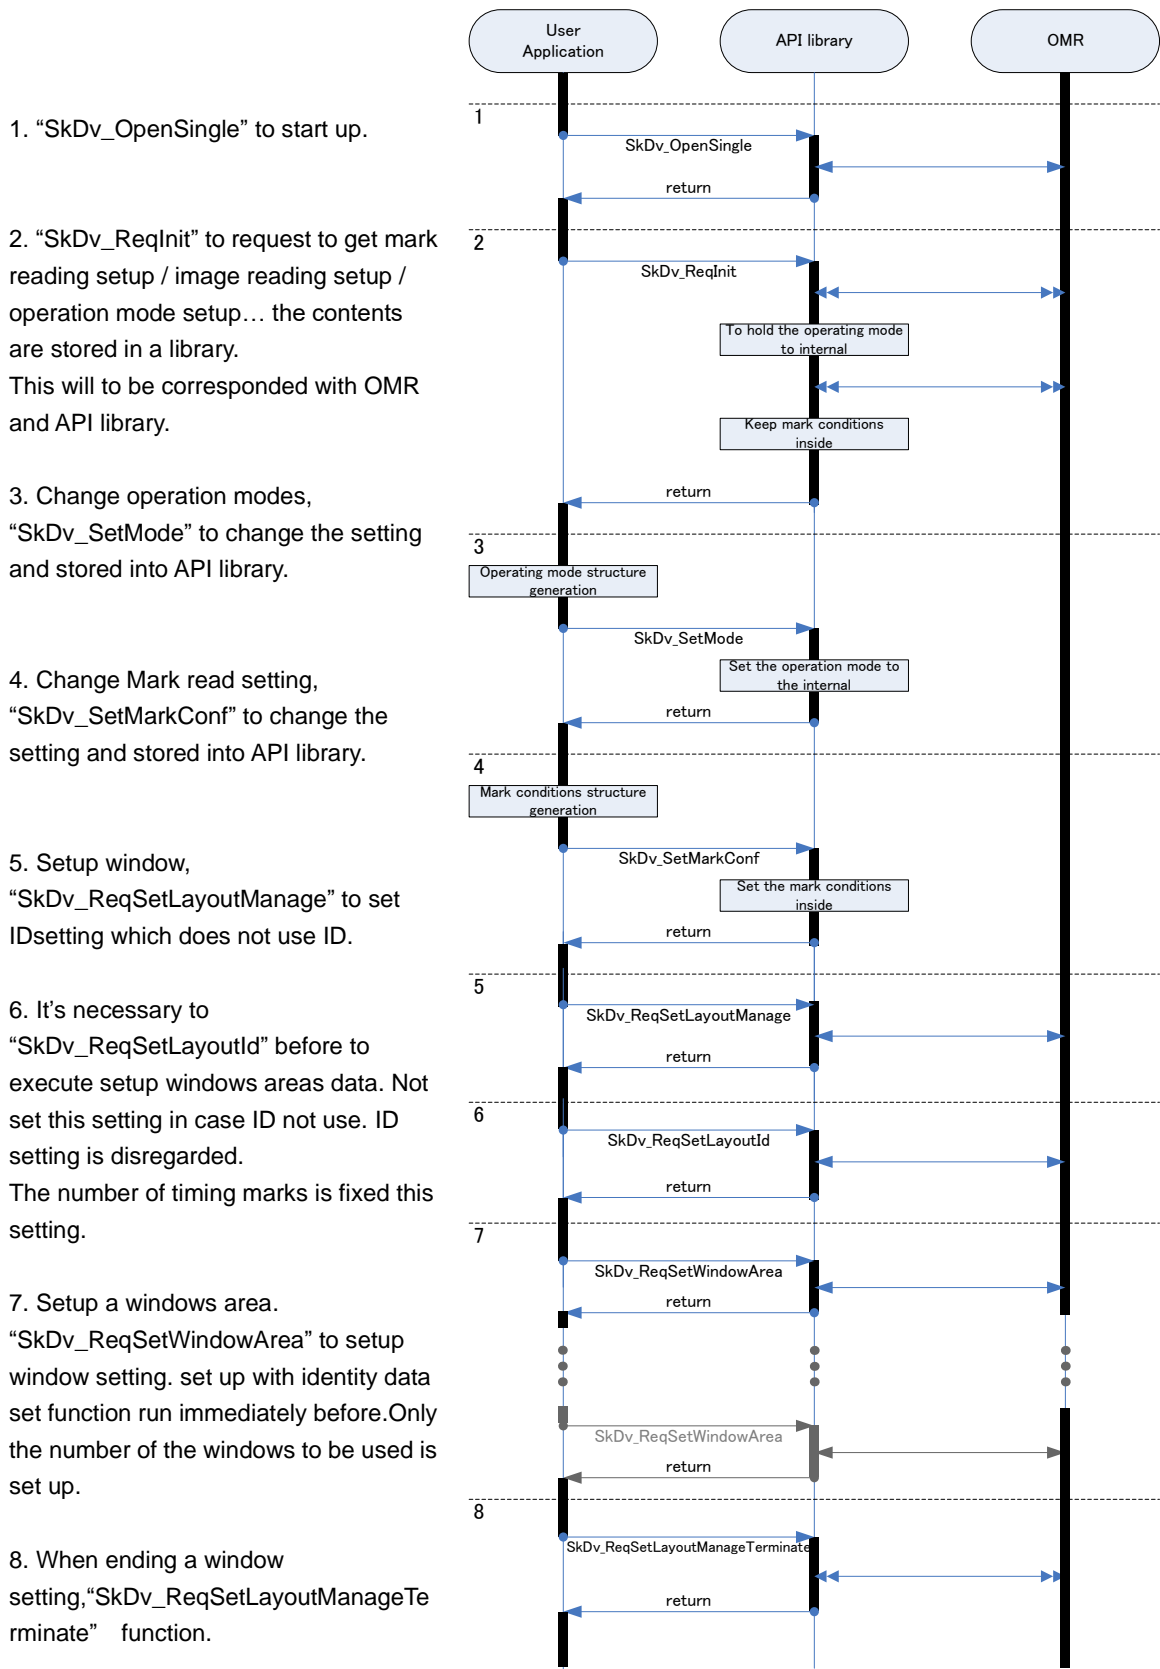 User
Application
API library
OMR
1. “SkDv_OpenSingle” to start up.
2. “SkDv_ReqInit” to request to get mark
reading setup / image reading setup /
operation mode setup… the contents
are stored in a library.
This will to be corresponded with OMR
and API library.
3. Change operation modes,
“SkDv_SetMode” to change the setting
and stored into API library.
4. Change Mark read setting,
“SkDv_SetMarkConf” to change the
setting and stored into API library.
5. Setup window,
“SkDv_ReqSetLayoutManage” to set
IDsetting which does not use ID.
6. It’s necessary to
“SkDv_ReqSetLayoutId” before to
execute setup windows areas data. Not
set this setting in case ID not use. ID
setting is disregarded.
The number of timing marks is fixed this
setting.
7. Setup a windows area.
“SkDv_ReqSetWindowArea” to setup
window setting. set up with identity data
set function run immediately before.Only
the number of the windows to be used is
set up.
8. When ending a window
setting,“SkDv_ReqSetLayoutManageTe
rminate” function.
1
SkDv_OpenSingle
return
2
SkDv_ReqInit
To hold the operating mode
to internal
Keep mark conditions
inside
return
3
Operating mode structure
generation
SkDv_SetMode
Set the operation mode to
the internal
return
4
Mark conditions structure
generation
SkDv_SetMarkConf
Set the mark conditions
inside
return
5
SkDv_ReqSetLayoutManage
return
6
SkDv_ReqSetLayoutId
return
7
SkDv_ReqSetWindowArea
return
SkDv_ReqSetWindowArea
return
8
SkDv_ReqSetLayoutManageTerminate
return